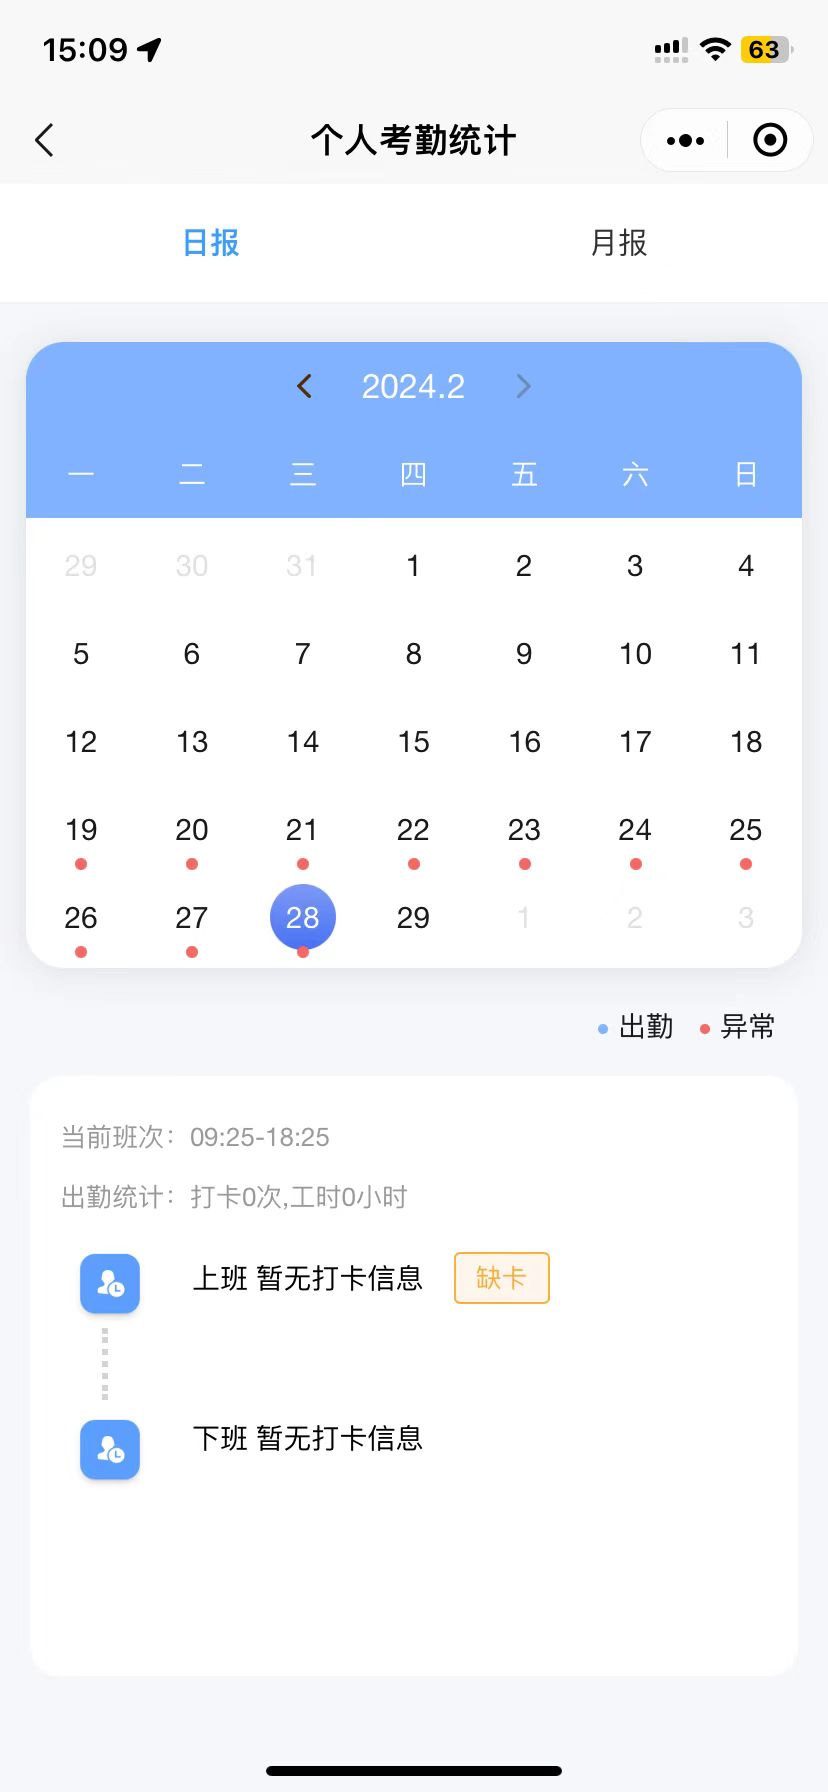 15:09 63
个人考勤统计
日报 月报
2024.2
一 二 三 四 五 六 日
29 30 31 1 2 3 4
5 6 7 8 9 10 11
12 13 14 15 16 17 18
19 20 21 22 23 24 25
26 27 28 29 1 2 3
出勤 异常
当前班次：09:25-18:25
出勤统计：打卡0次,工时0小时
上班 暂无打卡信息 缺卡
下班 暂无打卡信息